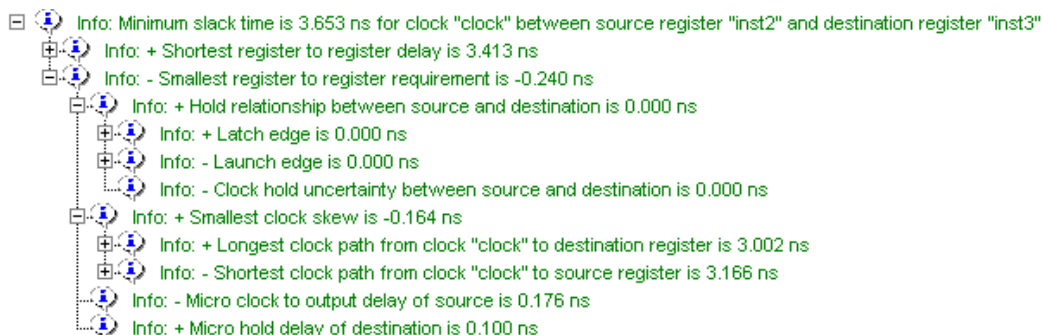 Info: Minimum slack time is 3.653 ns for clock "clock" between source register "inst2" and destination register "inst3"
Info: + Shortest register to register delay is 3.413 ns
Info: - Smallest register to register requirement is -0.240 ns
Info: + Hold relationship between source and destination is 0.000 ns
Info: + Latch edge is 0.000 ns
Info: - Launch edge is 0.000 ns
Info: - Clock hold uncertainty between source and destination is 0.000 ns
Info: + Smallest clock skew is -0.164 ns
Info: + Longest clock path from clock "clock" to destination register is 3.002 ns
Info: - Shortest clock path from clock "clock" to source register is 3.166 ns
Info: - Micro clock to output delay of source is 0.176 ns
Info: + Micro hold delay of destination is 0.100 ns